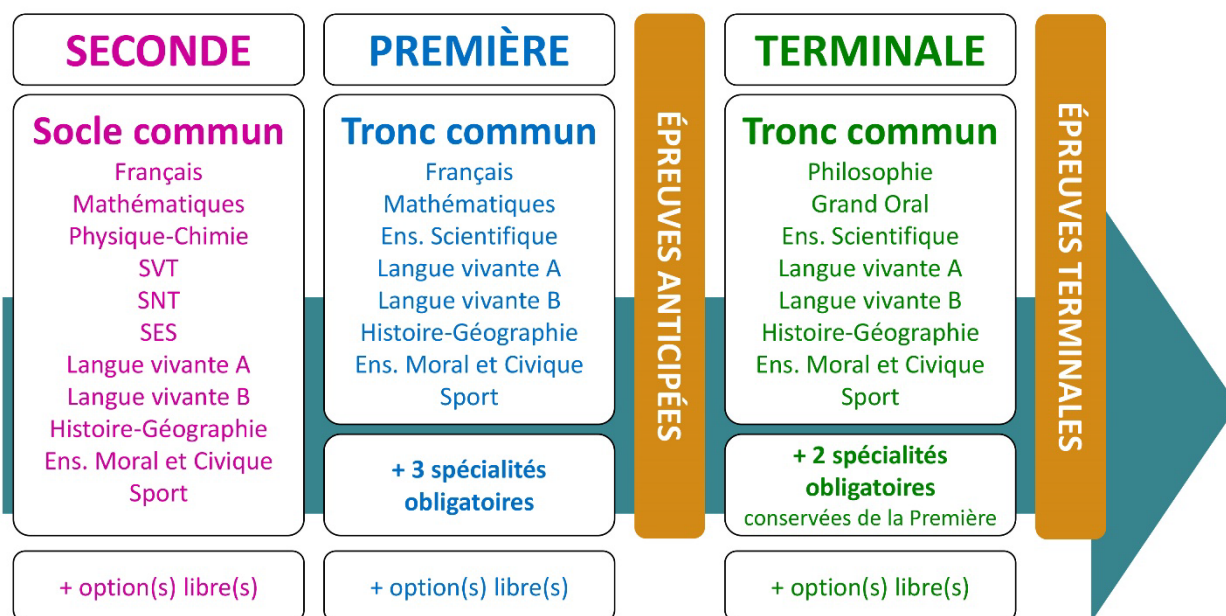 SECONDE
Socle commun
Français
Mathématiques
Physique-Chimie
SVT
SNT
SES
Langue vivante A
Langue vivante B
Histoire-Géographie
Ens. Moral et Civique
Sport
+ option(s) libre(s)
PREMIÈRE
Tronc commun
Français
Mathématiques
Ens. Scientifique
Langue vivante A
Langue vivante B
Histoire-Géographie
Ens. Moral et Civique
Sport
+ 3 spécialités
obligatoires
+ option(s) libre(s)
ÉPREUVES ANTICIPÉES
TERMINALE
Tronc commun
Philosophie
Grand Oral
Ens. Scientifique
Langue vivante A
Langue vivante B
Histoire-Géographie
Ens. Moral et Civique
Sport
+ 2 spécialités
obligatoires
conservées de la Première
+ option(s) libre(s)
ÉPREUVES TERMINALES